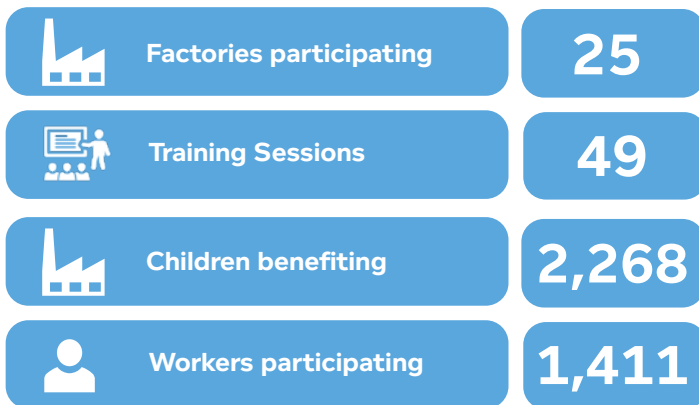 Factories participating 25
Training Sessions 49
Children benefiting 2,268
Workers participating 1,411